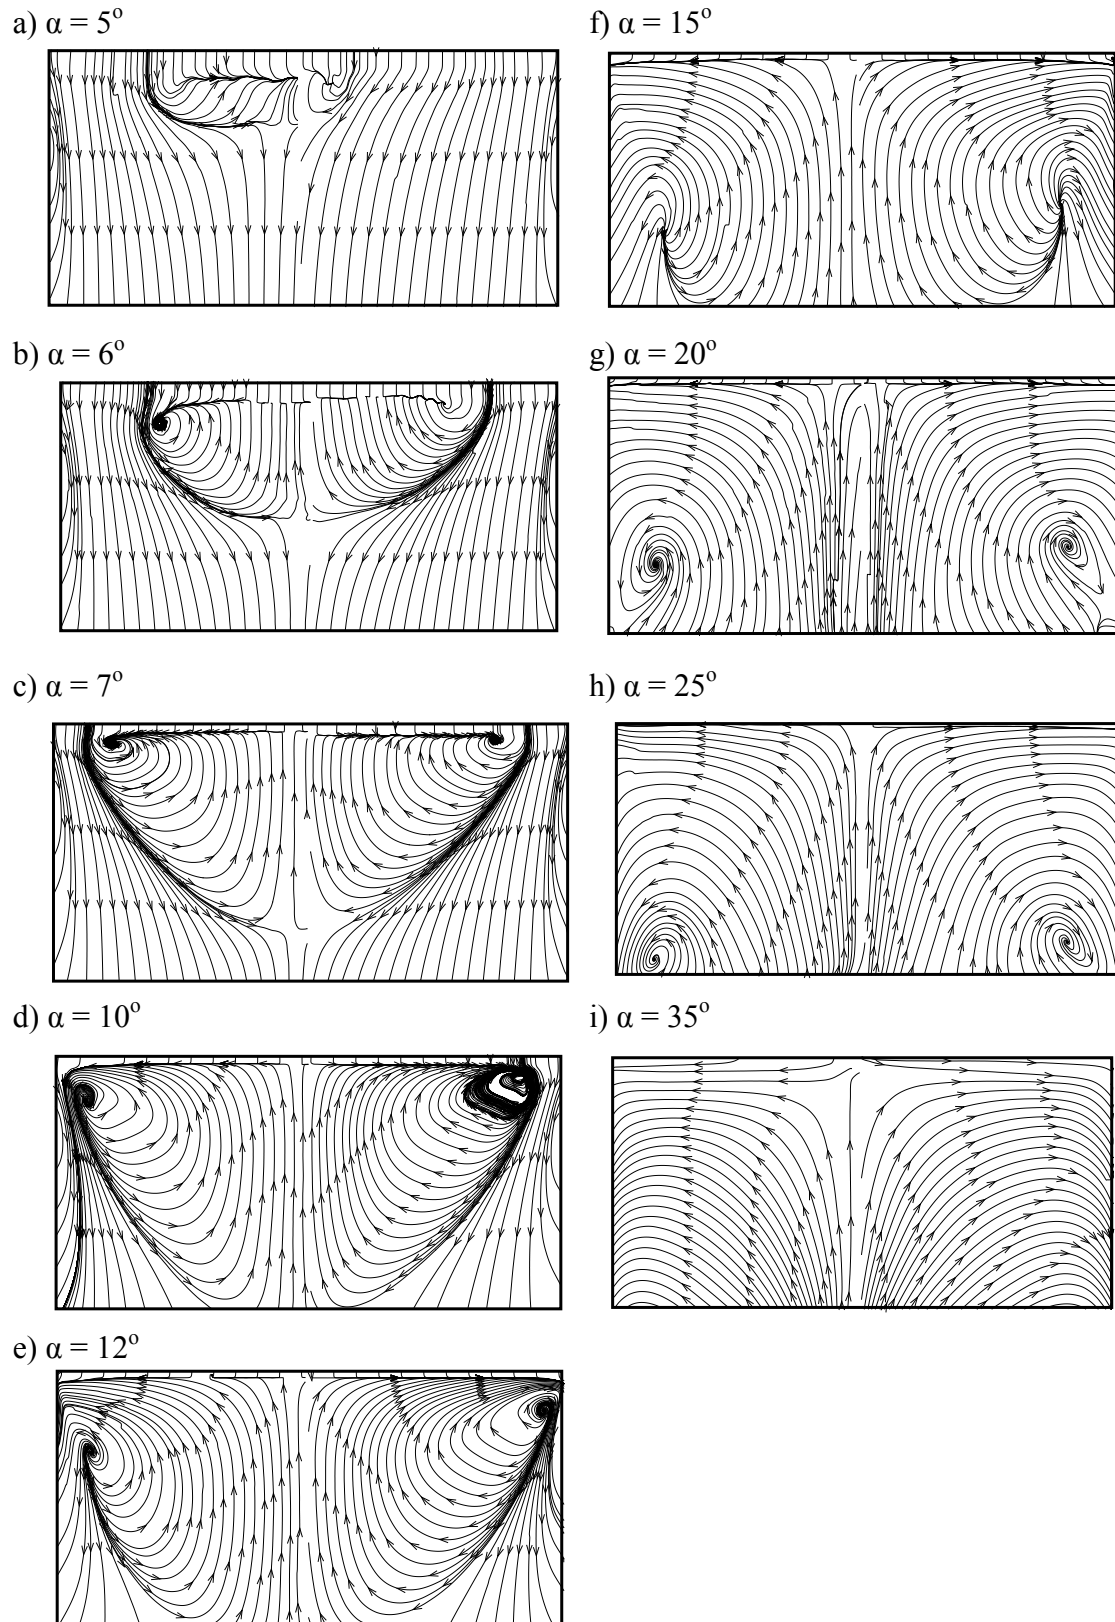 a) α = 5°
b) α = 6°
c) α = 7°
d) α = 10°
e) α = 12°
f) α = 15°
g) α = 20°
h) α = 25°
i) α = 35°